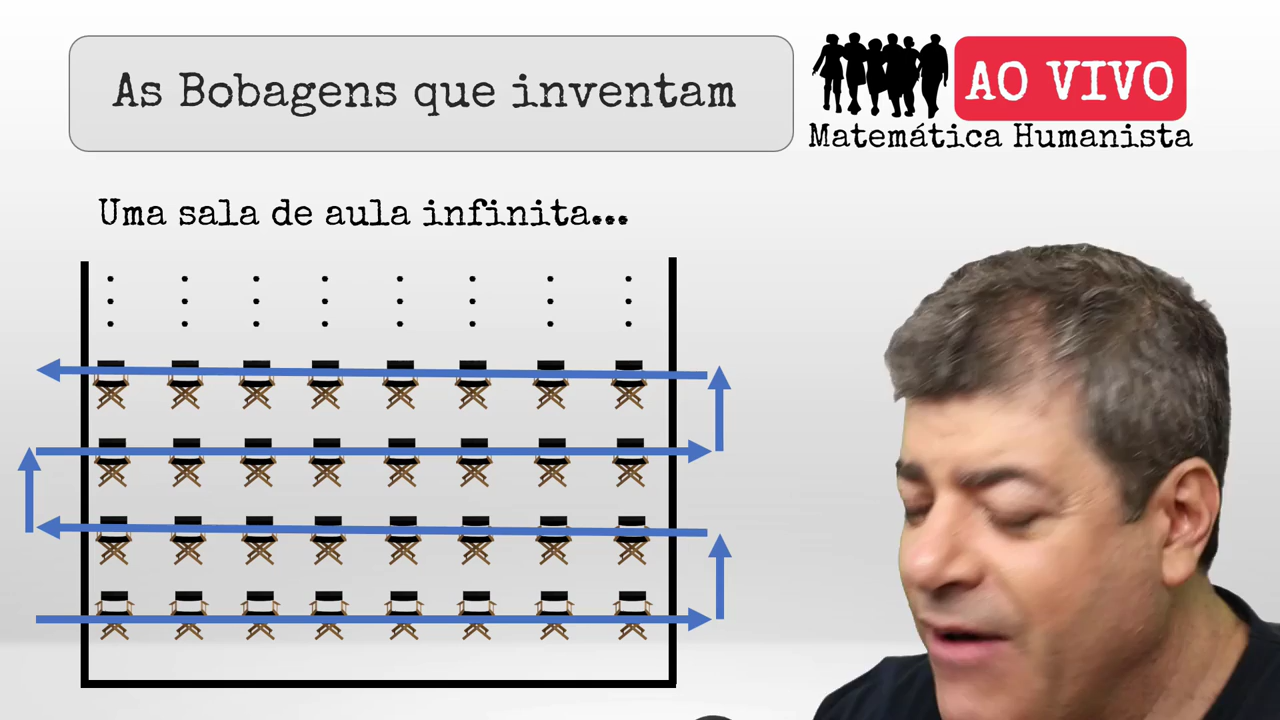 As Bobagens que inventam
AO VIVO
Matemática Humanista
Uma sala de aula infinita...